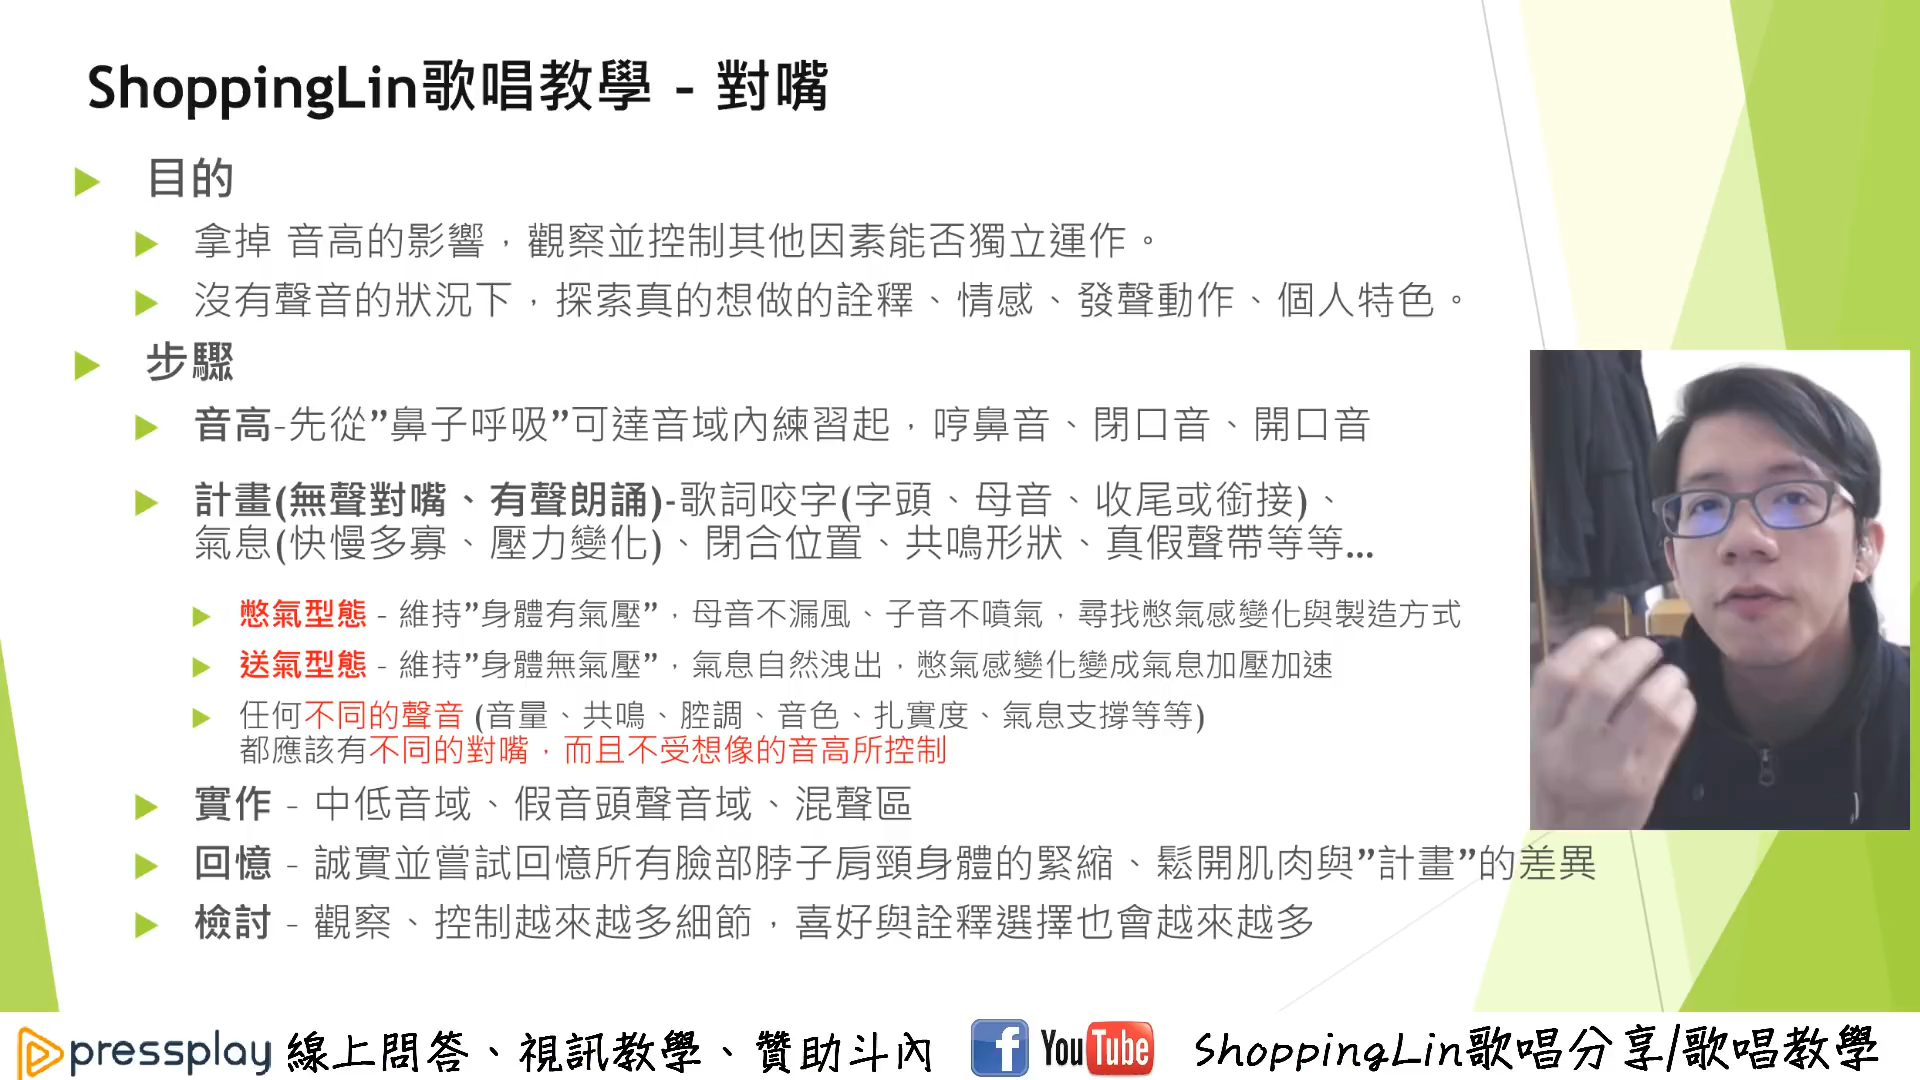 ShoppingLin歌唱教學 - 對嘴
目的
拿掉 音高的影響，觀察並控制其他因素能否獨立運作。
沒有聲音的狀況下，探索真的想做的詮釋、情感、發聲動作、個人特色。
步驟
音高-先從”鼻子呼吸”可達音域內練習起，哼鼻音、閉口音、開口音
計畫(無聲對嘴、有聲朗誦)-歌詞咬字(字頭、母音、收尾或銜接)、
氣息(快慢多寡、壓力變化)、閉合位置、共鳴形狀、真假聲帶等等...
憋氣型態 - 維持”身體有氣壓”，母音不漏風、子音不噴氣，尋找憋氣感變化與製造方式
送氣型態 - 維持”身體無氣壓”，氣息自然洩出，憋氣感變化變成氣息加壓加速
任何不同的聲音 (音量、共鳴、腔調、音色、扎實度、氣息支撐等等)
都應該有不同的對嘴，而且不受想像的音高所控制
實作 - 中低音域、假音頭聲音域、混聲區
回憶 - 誠實並嘗試回憶所有臉部脖子肩頸身體的緊縮、鬆開肌肉與”計畫”的差異
檢討 - 觀察、控制越來越多細節，喜好與詮釋選擇也會越來越多
pressplay 線上問答、視訊教學、贊助斗內 f YouTube ShoppingLin歌唱分享/歌唱教學